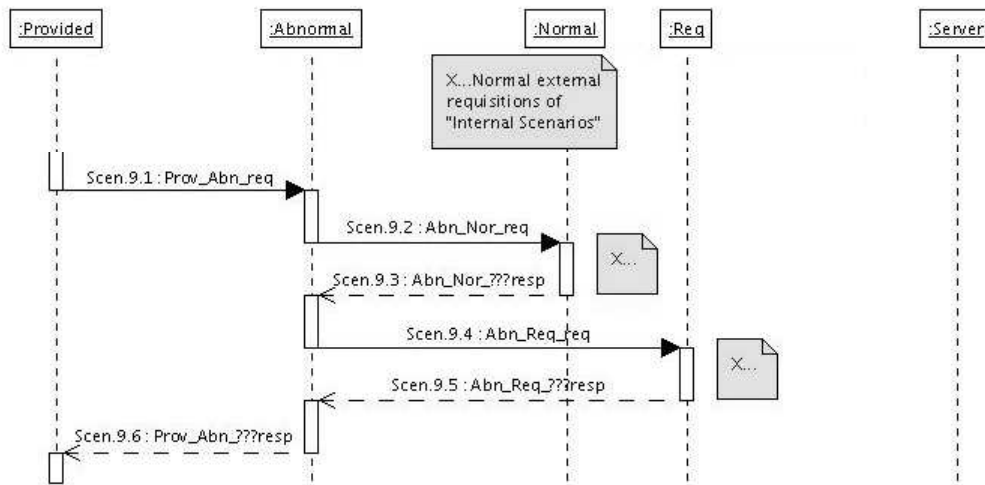 :Provided
:Abnormal
:Normal
:Req
:Server
X...Normal external
requisitions of
"Internal Scenarios"
Scen.9.1 : Prov_Abn_req
Scen.9.2 : Abn_Nor_req
X...
Scen.9.3 : Abn_Nor_???resp
Scen.9.4 : Abn_Req_req
X...
Scen.9.5 : Abn_Req_???resp
Scen.9.6 : Prov_Abn_???resp